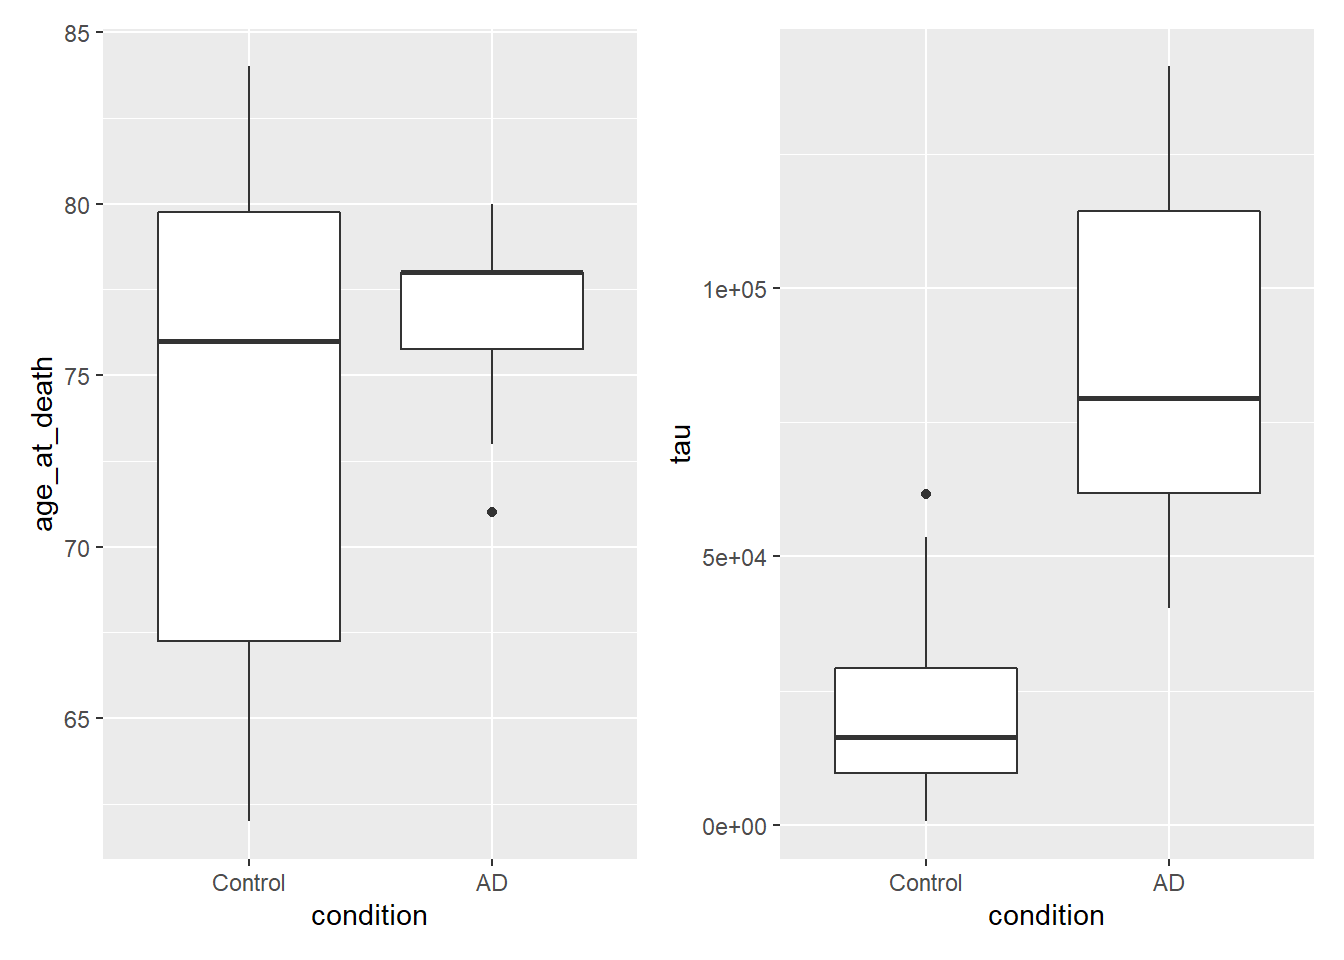 85
80
75
70
65
age_at_death
Control AD
condition
1e+05
5e+04
0e+00
tau
Control AD
condition